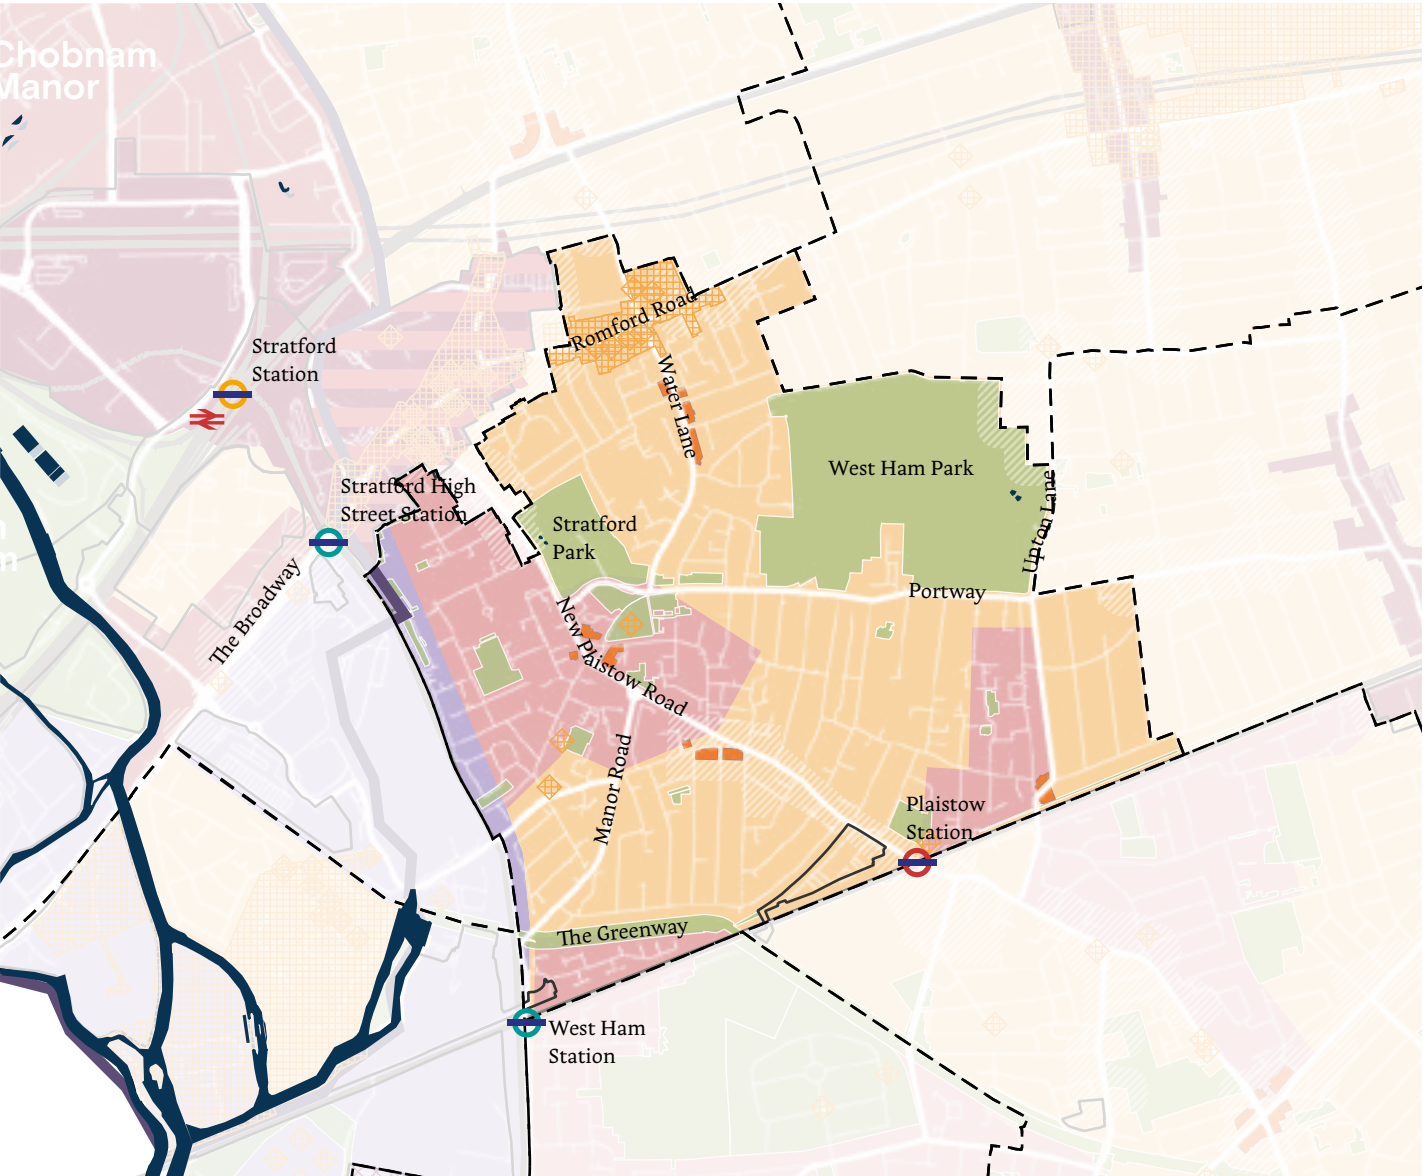 Chobnam
Manor
Romford Road
Stratford
Station
Water Lane
West Ham Park
Stratford High
Street Station
Stratford
Park
Upton Lane
The Broadway
Portway
New Plaistow Road
Manor Road
Plaistow
Station
The Greenway
West Ham
Station